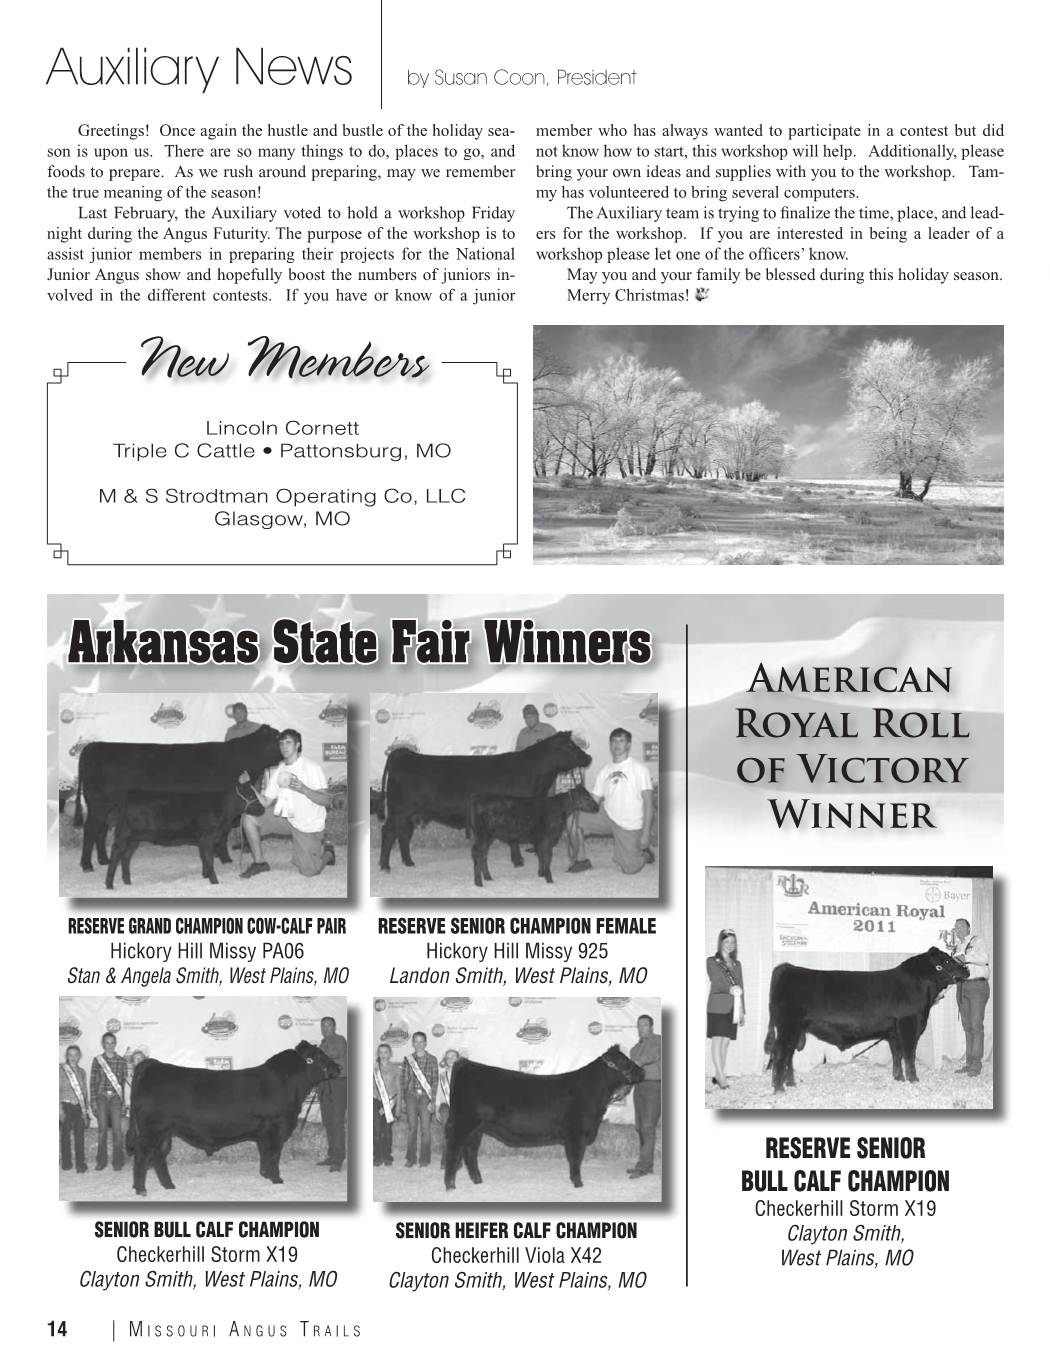 Auxiliary News
by Susan Coon, President
Greetings!  Once again the hustle and bustle of the holiday sea-
son is upon us.  There are so many things to do, places to go, and
foods to prepare.  As we rush around preparing, may we remember
the true meaning of the season!
Last February, the Auxiliary voted to hold a workshop Friday
night during the Angus Futurity. The purpose of the workshop is to
assist junior members in preparing their projects for the National
Junior Angus show and hopefully boost the numbers of juniors in-
volved in the different contests.  If you have or know of a junior
member who has always wanted to participate in a contest but did
not know how to start, this workshop will help.  Additionally, please
bring your own ideas and supplies with you to the workshop.  Tam-
my has volunteered to bring several computers.
The Auxiliary team is trying to finalize the time, place, and lead-
ers for the workshop.  If you are interested in being a leader of a
workshop please let one of the officers’ know.
May you and your family be blessed during this holiday season.
Merry Christmas!
New Members
Lincoln Cornett
Triple C Cattle • Pattonsburg, MO
M & S Strodtman Operating Co, LLC
Glasgow, MO
Arkansas State Fair Winners
RESERVE GRAND CHAMPION COW-CALF PAIR
Hickory Hill Missy PA06
Stan & Angela Smith, West Plains, MO
RESERVE SENIOR CHAMPION FEMALE
Hickory Hill Missy 925
Landon Smith, West Plains, MO
SENIOR BULL CALF CHAMPION
Checkerhill Storm X19
Clayton Smith, West Plains, MO
SENIOR HEIFER CALF CHAMPION
Checkerhill Viola X42
Clayton Smith, West Plains, MO
AMERICAN
ROYAL ROLL
OF VICTORY
WINNER
Bayer
American Royal
2011
RESERVE SENIOR
BULL CALF CHAMPION
Checkerhill Storm X19
Clayton Smith,
West Plains, MO
14 | MISSOURI ANGUS TRAILS